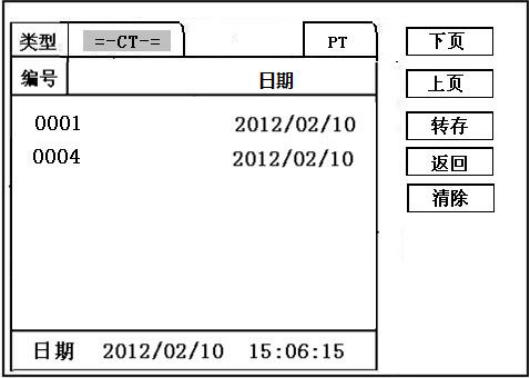 类型 =-CT-= PT 下页
编号 日期 上页
0001 2012/02/10 转存
0004 2012/02/10 返回
清除
日期 2012/02/10 15:06:15